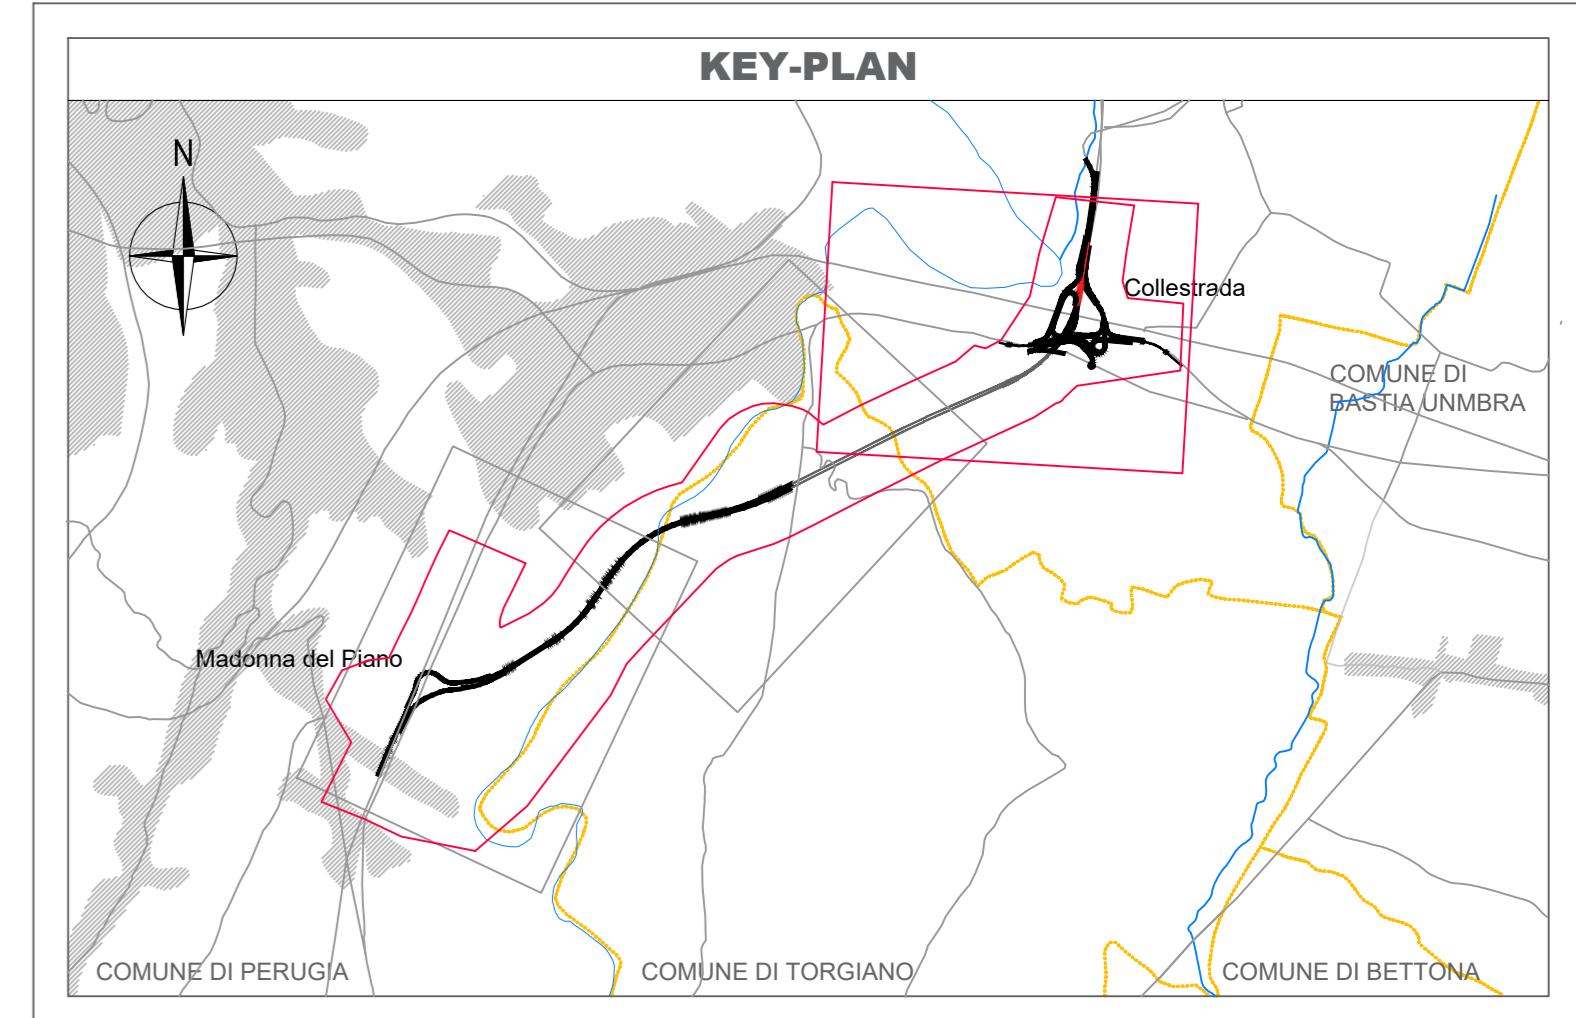 KEY-PLAN
N
Collestrada
COMUNE DI
BASTIA UNMBRA
Madonna del Piano
COMUNE DI PERUGIA
COMUNE DI TORGIANO
COMUNE DI BETTONA